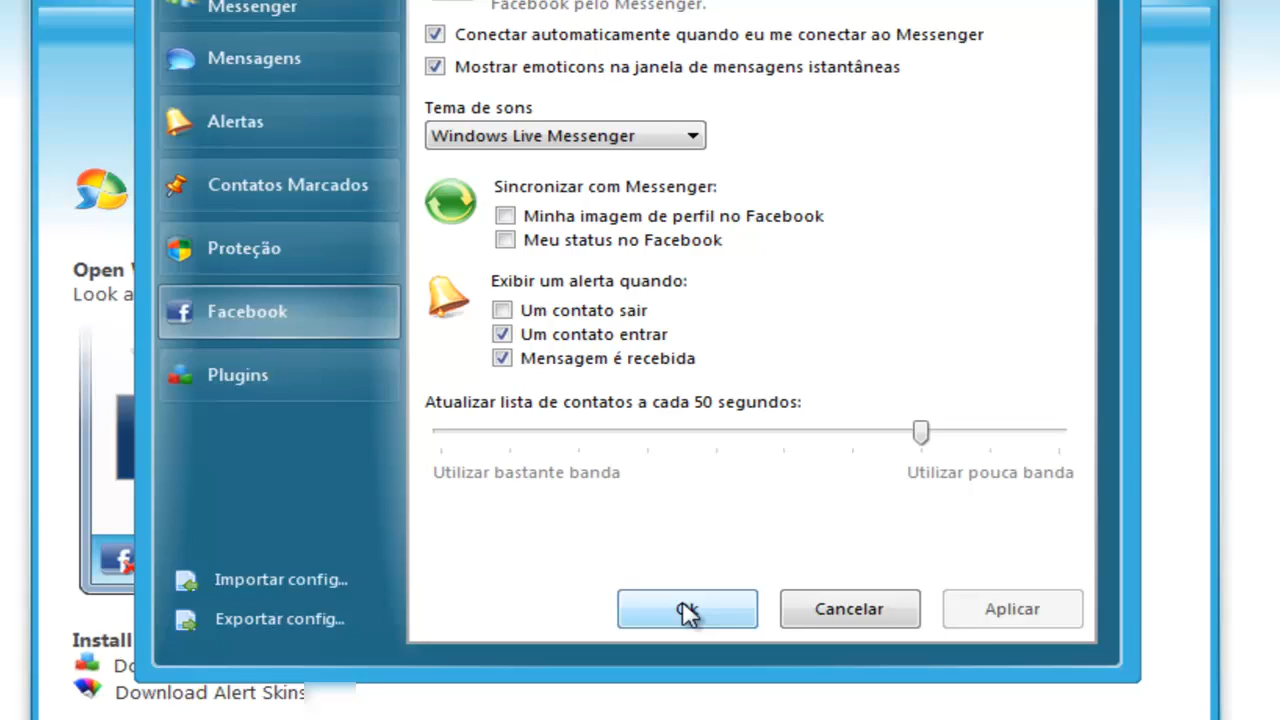 Messenger
Mensagens
Alertas
Contatos Marcados
Proteção
Facebook
Plugins
Importar config...
Exportar config...
Facebook pelo Messenger.
Conectar automaticamente quando eu me conectar ao Messenger
Mostrar emoticons na janela de mensagens istantâneas
Tema de sons
Windows Live Messenger
Sincronizar com Messenger:
Minha imagem de perfil no Facebook
Meu status no Facebook
Exibir um alerta quando:
Um contato sair
Um contato entrar
Mensagem é recebida
Atualizar lista de contatos a cada 50 segundos:
Utilizar bastante banda
Utilizar pouca banda
Cancelar
Aplicar
Open
Look a
Install
Download Alert Skins